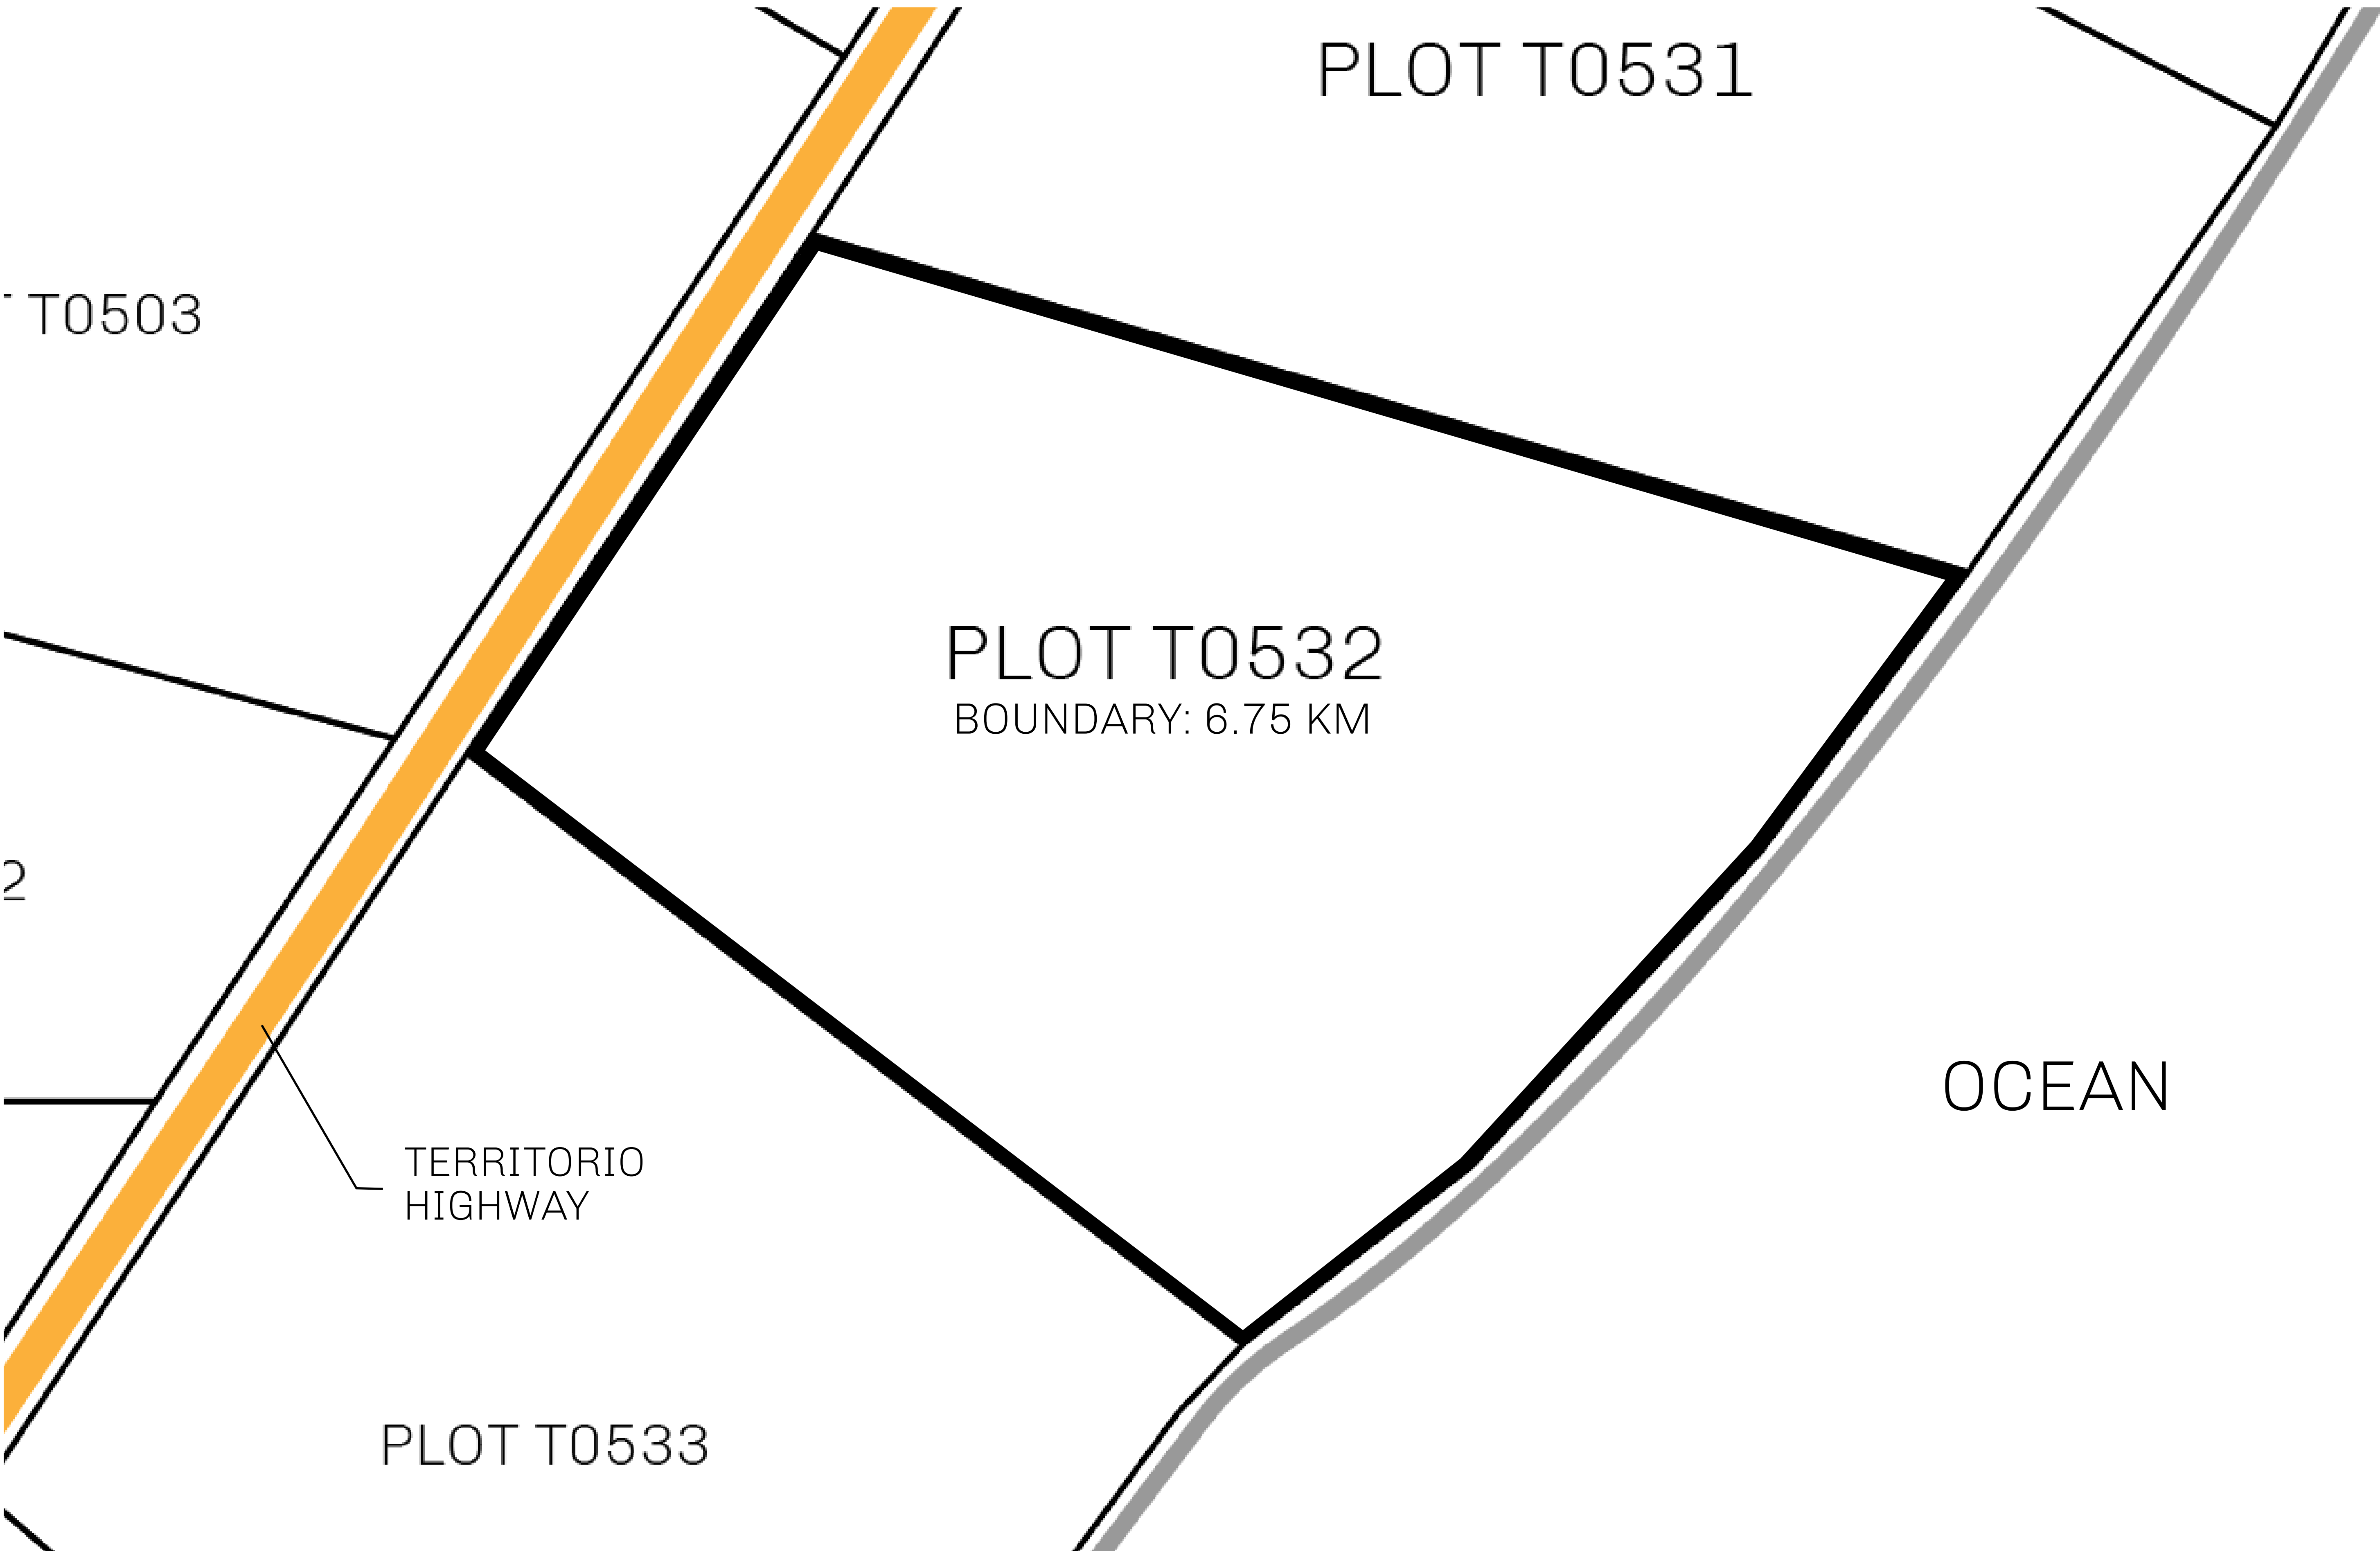 PLOT T0531
T0503
PLOT T0532
BOUNDARY: 6.75 KM
2
OCEAN
TERRITORIO
HIGHWAY
PLOT T0533